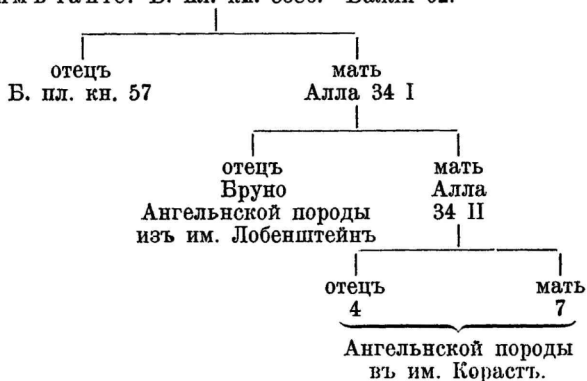 отецъ мать
Б. пл. кн. 57 Алла 34 I
отецъ мать
Бруно Алла
Ангельнской породы 34 II
изъ им. Лобенштейнъ
отецъ мать
4 7
Ангельнской породы
въ им. Корастъ.